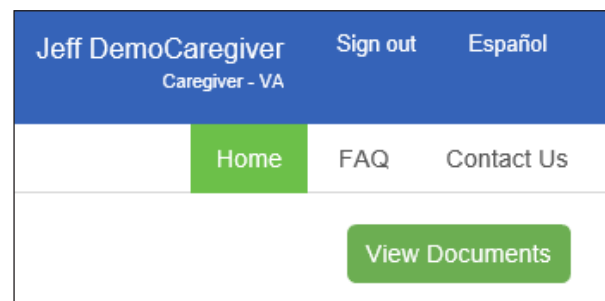 Jeff DemoCaregiver Sign out Español
Caregiver - VA
Home FAQ Contact Us
View Documents